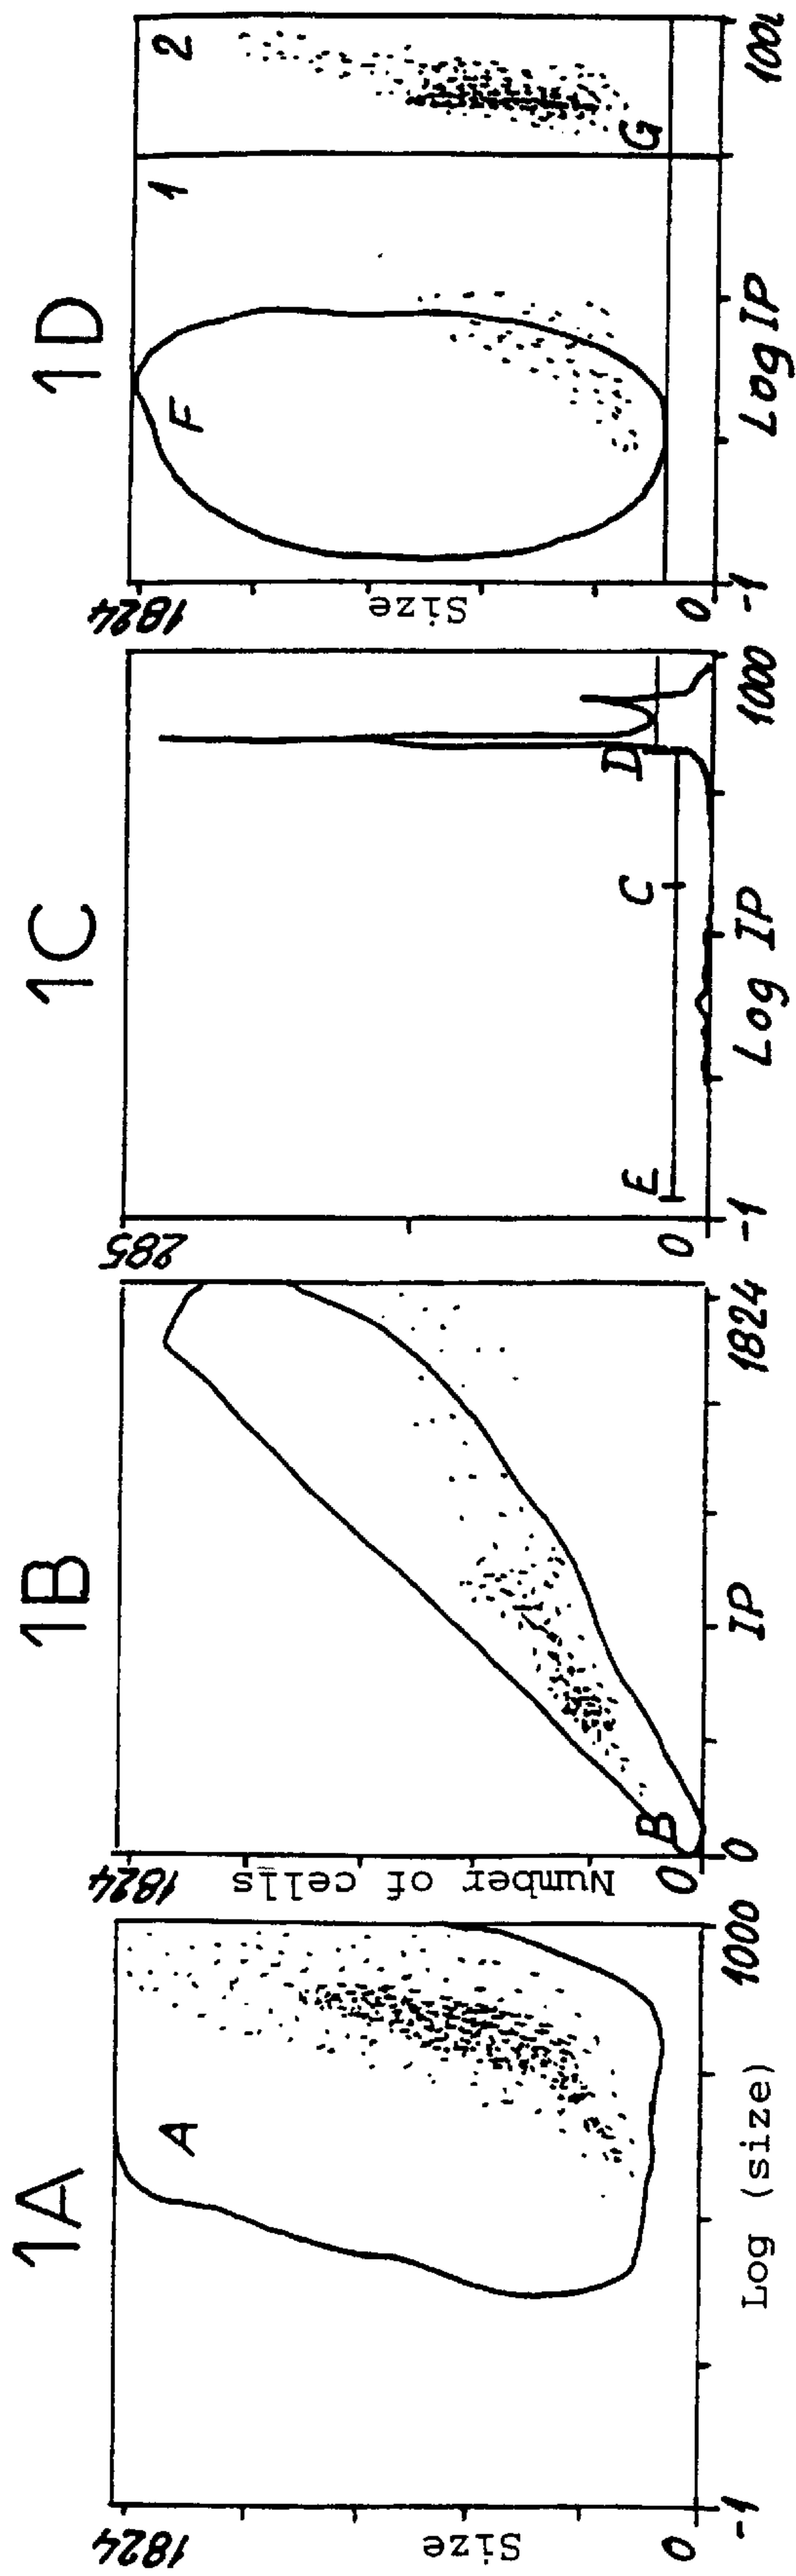 1A
1824
Size
0
A
-1
Log (size)
1000
1B
1824
Number of cells
0
B
0
IP
1824
1C
285
0
E
C
D
-1
Log IP
1000
1D
1824
Size
0
F
1
2
G
-1
Log IP